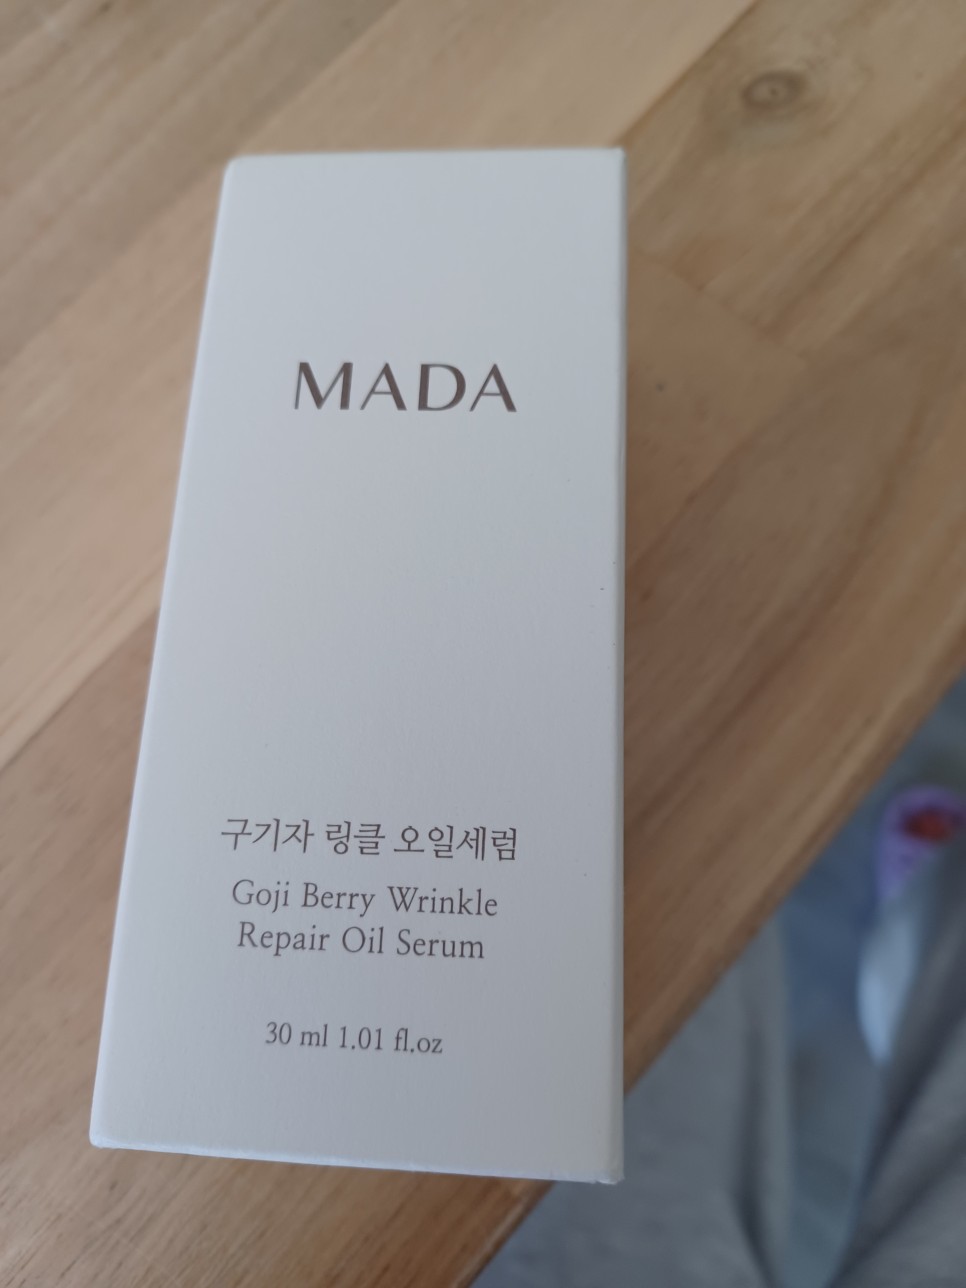 MADA
구기자 링클 오일세럼
Goji Berry Wrinkle
Repair Oil Serum
30 ml 1.01 fl.oz